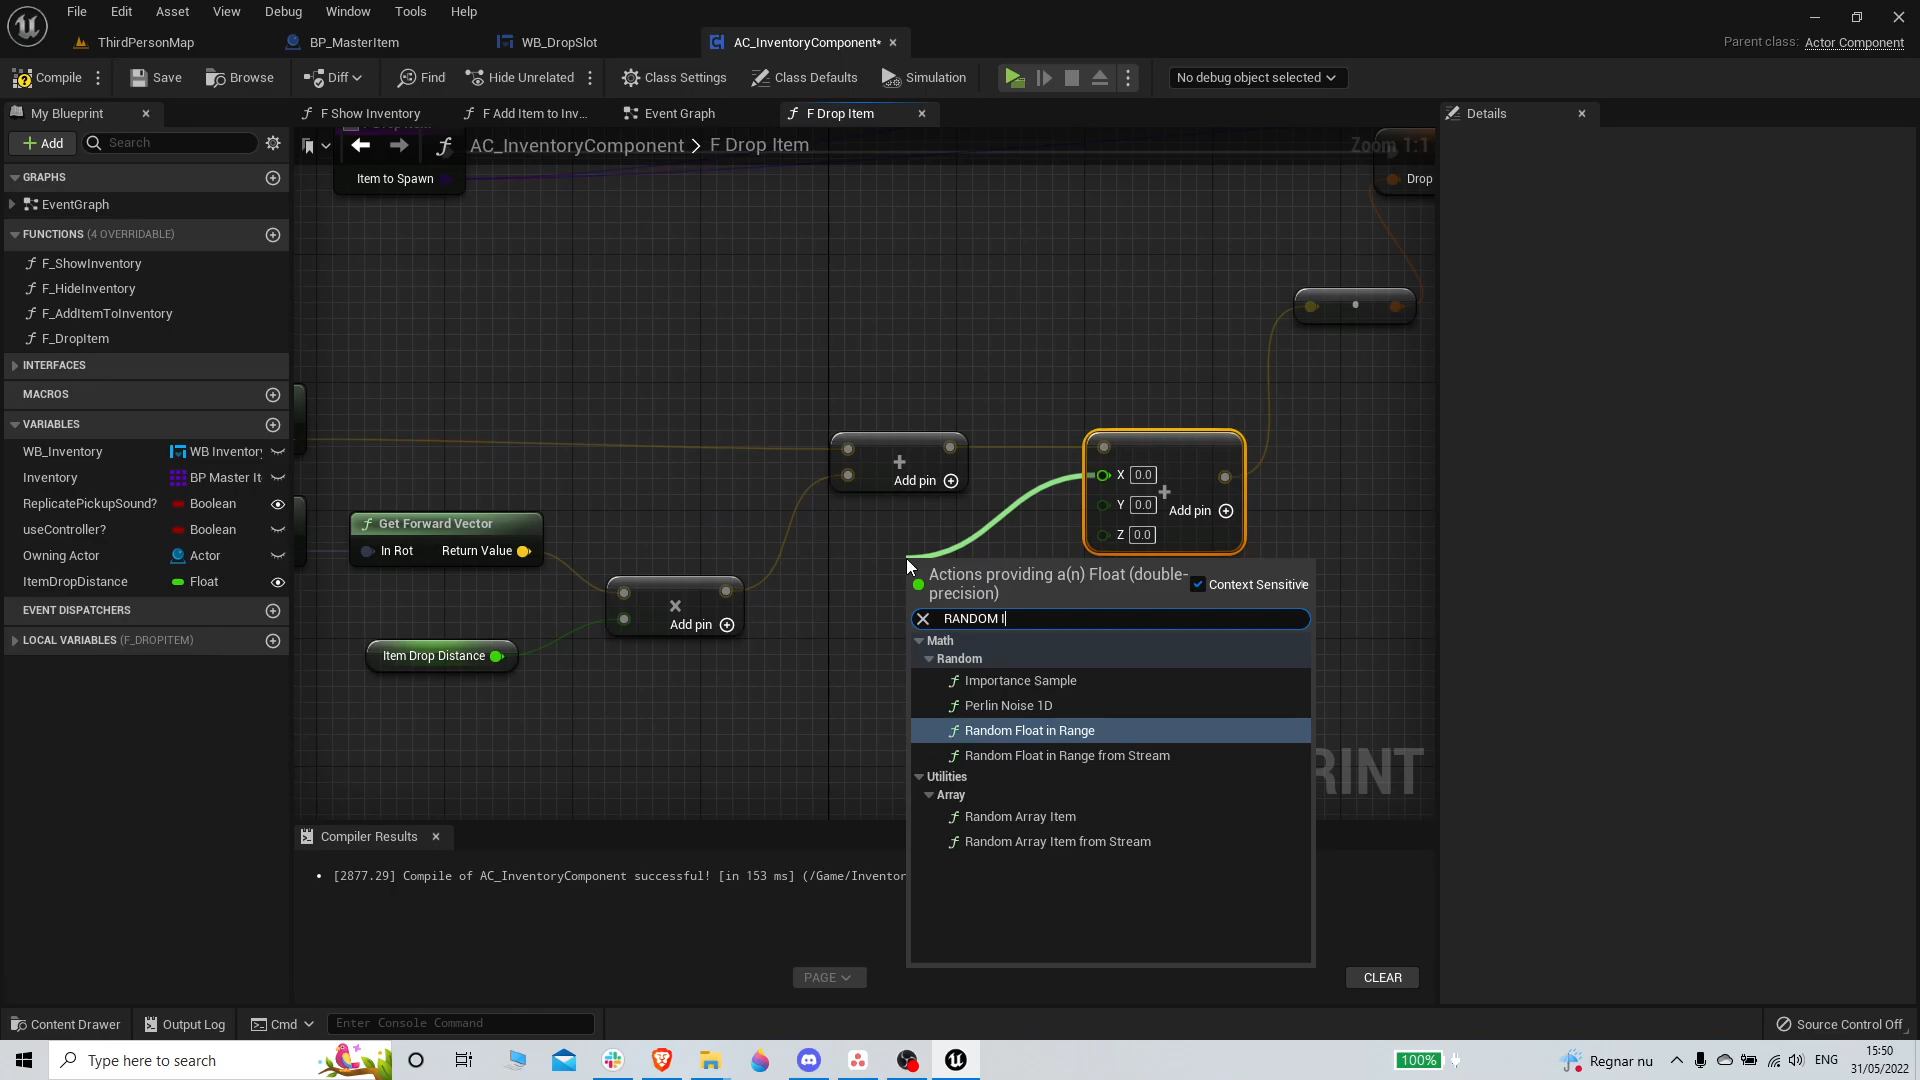 File Edit Asset View Debug Window Tools Help
ThirdPersonMap BP_MasterItem WB_DropSlot AC_InventoryComponent* Parent class: Actor Component
Compile Save Browse Diff Find Hide Unrelated Class Settings Class Defaults Simulation No debug object selected
My Blueprint F Show Inventory F Add Item to Inv... Event Graph F Drop Item Details
Add Search AC_InventoryComponent > F Drop Item Zoom 1:1
Item to Spawn Drop
GRAPHS
EventGraph
FUNCTIONS (4 OVERRIDABLE)
F_ShowInventory
F_HideInventory
F_AddItemToInventory
F_DropItem
INTERFACES
MACROS
VARIABLES
WB_Inventory WB Inventory
Inventory BP Master It
ReplicatePickupSound? Boolean
useController? Boolean
Owning Actor Actor
ItemDropDistance Float
EVENT DISPATCHERS
LOCAL VARIABLES (F_DROPITEM)
Add pin
X 0.0
Y 0.0 Add pin
Z 0.0
Get Forward Vector
In Rot Return Value
Add pin
Item Drop Distance
Actions providing a(n) Float (double-precision) Context Sensitive
RANDOM I
Math
Random
Importance Sample
Perlin Noise 1D
Random Float in Range
Random Float in Range from Stream
Utilities
Array
Random Array Item
Random Array Item from Stream
RINT
Compiler Results
[2877.29] Compile of AC_InventoryComponent successful! [in 153 ms] (/Game/Inventor
PAGE CLEAR
Content Drawer Output Log Cmd Enter Console Command Source Control Off
Type here to search 100% Regnar nu ENG 15:50
31/05/2022